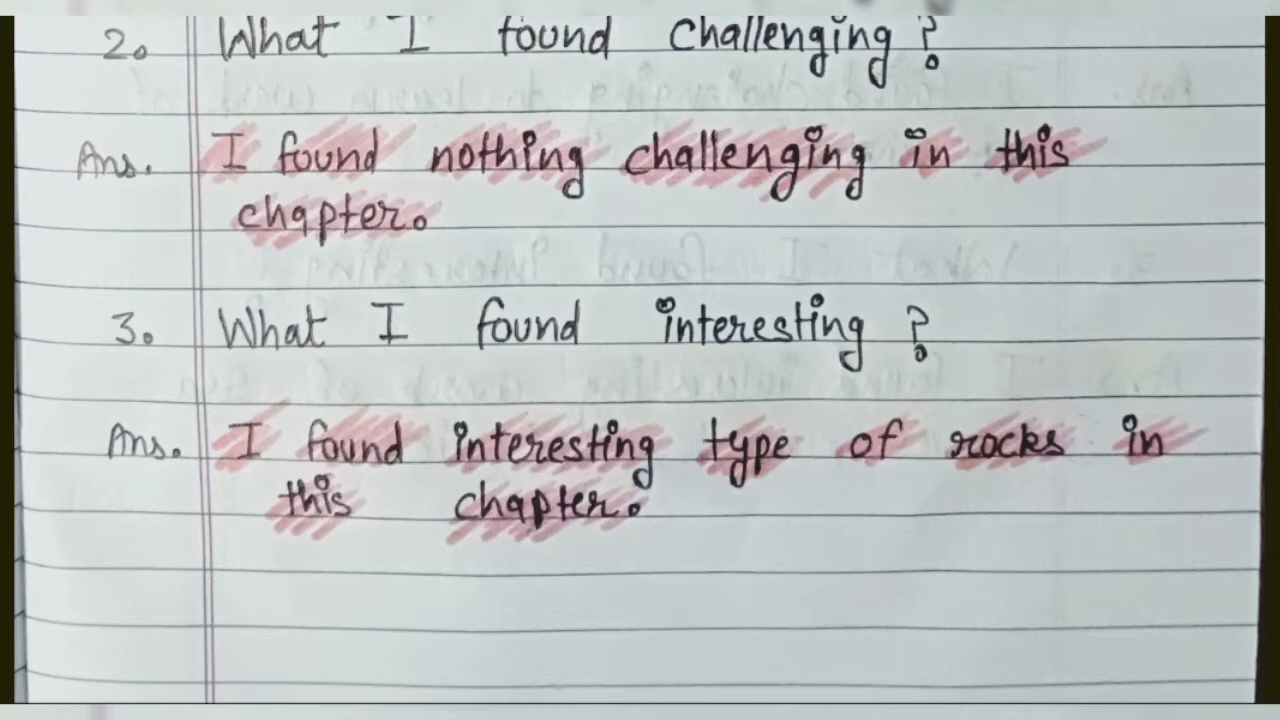 2. What I found challenging ?
Ans. I found nothing challenging in this
chapter.
3. What I found interesting ?
Ans. I found interesting type of rocks in
this chapter.